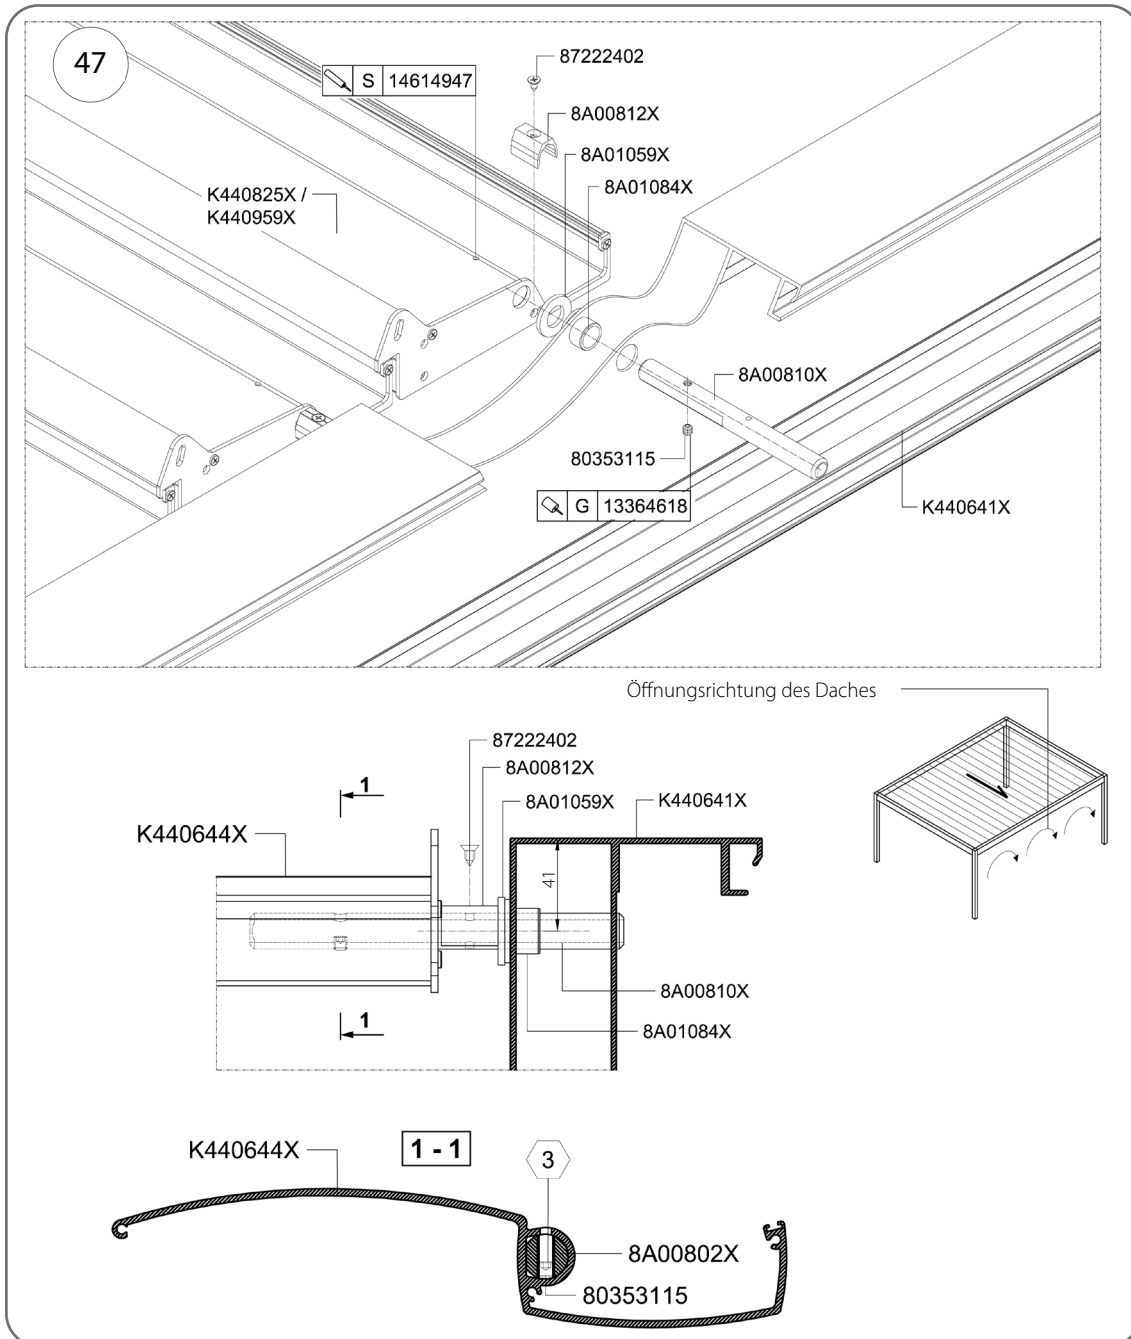 47
87222402
S 14614947
8A00812X
8A01059X
8A01084X
K440825X /
K440959X
8A00810X
80353115
G 13364618
K440641X
Öffnungsrichtung des Daches
87222402
8A00812X
1
8A01059X
K440641X
K440644X
41
8A00810X
1
8A01084X
K440644X
1 - 1
3
8A00802X
80353115